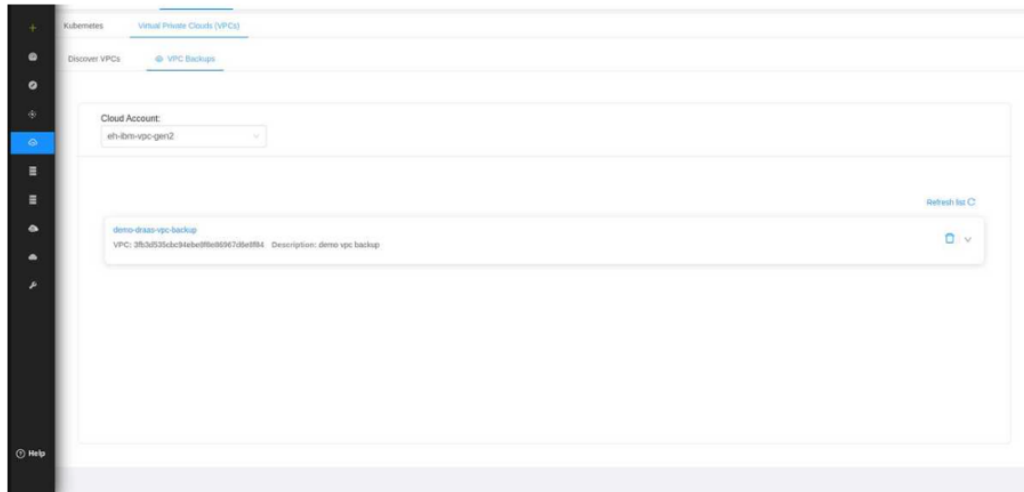 Kubernetes Virtual Private Clouds (VPCs)
Discover VPCs VPC Backups
Cloud Account:
eh-ibm-vpc-gen2
Refresh list
demo-draas-vpc-backup
VPC: Description: demo vpc backup
Help